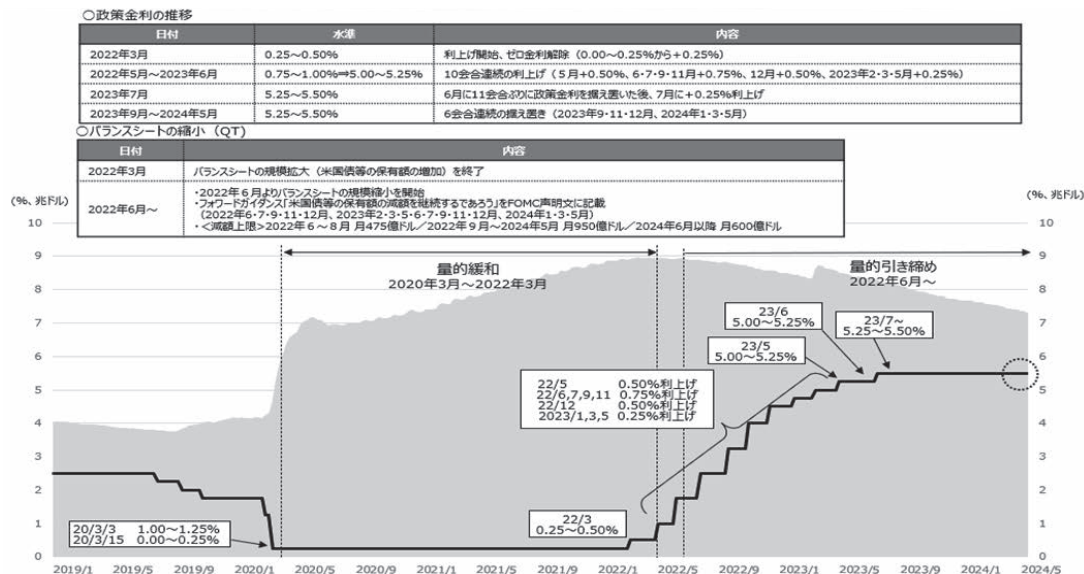 ○政策金利の推移
日付 水準 内容
2022年3月 0.25～0.50% 利上げ開始、ゼロ金利解除（0.00～0.25%から＋0.25%）
2022年5月～2023年6月 0.75～1.00%⇒5.00～5.25% 10会合連続の利上げ（5月+0.50%、6・7・9・11月+0.75%、12月+0.50%、2023年2・3・5月+0.25%）
2023年7月 5.25～5.50% 6月に11会合ぶりに政策金利を据え置いた後、7月に＋0.25%利上げ
2023年9月～2024年5月 5.25～5.50% 6会合連続の据え置き（2023年9・11・12月、2024年1・3・5月）
○バランスシートの縮小（QT）
日付 内容
2022年3月 バランスシートの規模拡大（米国債等の保有額の増加）を終了
2022年6月～
・2022年6月よりバランスシートの規模縮小を開始
・フォワードガイダンス「米国債等の保有額の減額を継続するであろう」をFOMC声明文に記載
（2022年6・7・9・11・12月、2023年2・3・5・6・7・9・11・12月、2024年1・3・5月）
・＜減額上限＞2022年6～8月 月475億ドル／2022年9月～2024年5月 月950億ドル／2024年6月以降 月600億ドル
(%、兆ドル)
(%、兆ドル)
10
9
8
7
6
5
4
3
2
1
0
10
9
8
7
6
5
4
3
2
1
0
量的緩和
2020年3月～2022年3月
量的引き締め
2022年6月～
23/6
5.00～5.25%
23/7～
5.25～5.50%
23/5
5.00～5.25%
22/5 0.50%利上げ
22/6,7,9,11 0.75%利上げ
22/12 0.50%利上げ
2023/1,3,5 0.25%利上げ
22/3
0.25～0.50%
20/3/3 1.00～1.25%
20/3/15 0.00～0.25%
2019/1 2019/5 2019/9 2020/1 2020/5 2020/9 2021/1 2021/5 2021/9 2022/1 2022/5 2022/9 2023/1 2023/5 2023/9 2024/1 2024/5